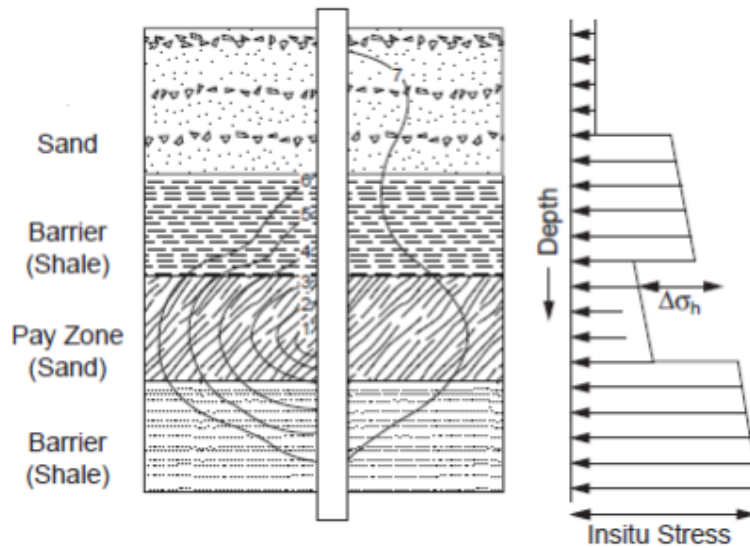 7
Sand
6
5
Barrier
(Shale)
4
Depth
3
Δσh
2
Pay Zone
(Sand)
1
Barrier
(Shale)
Insitu Stress